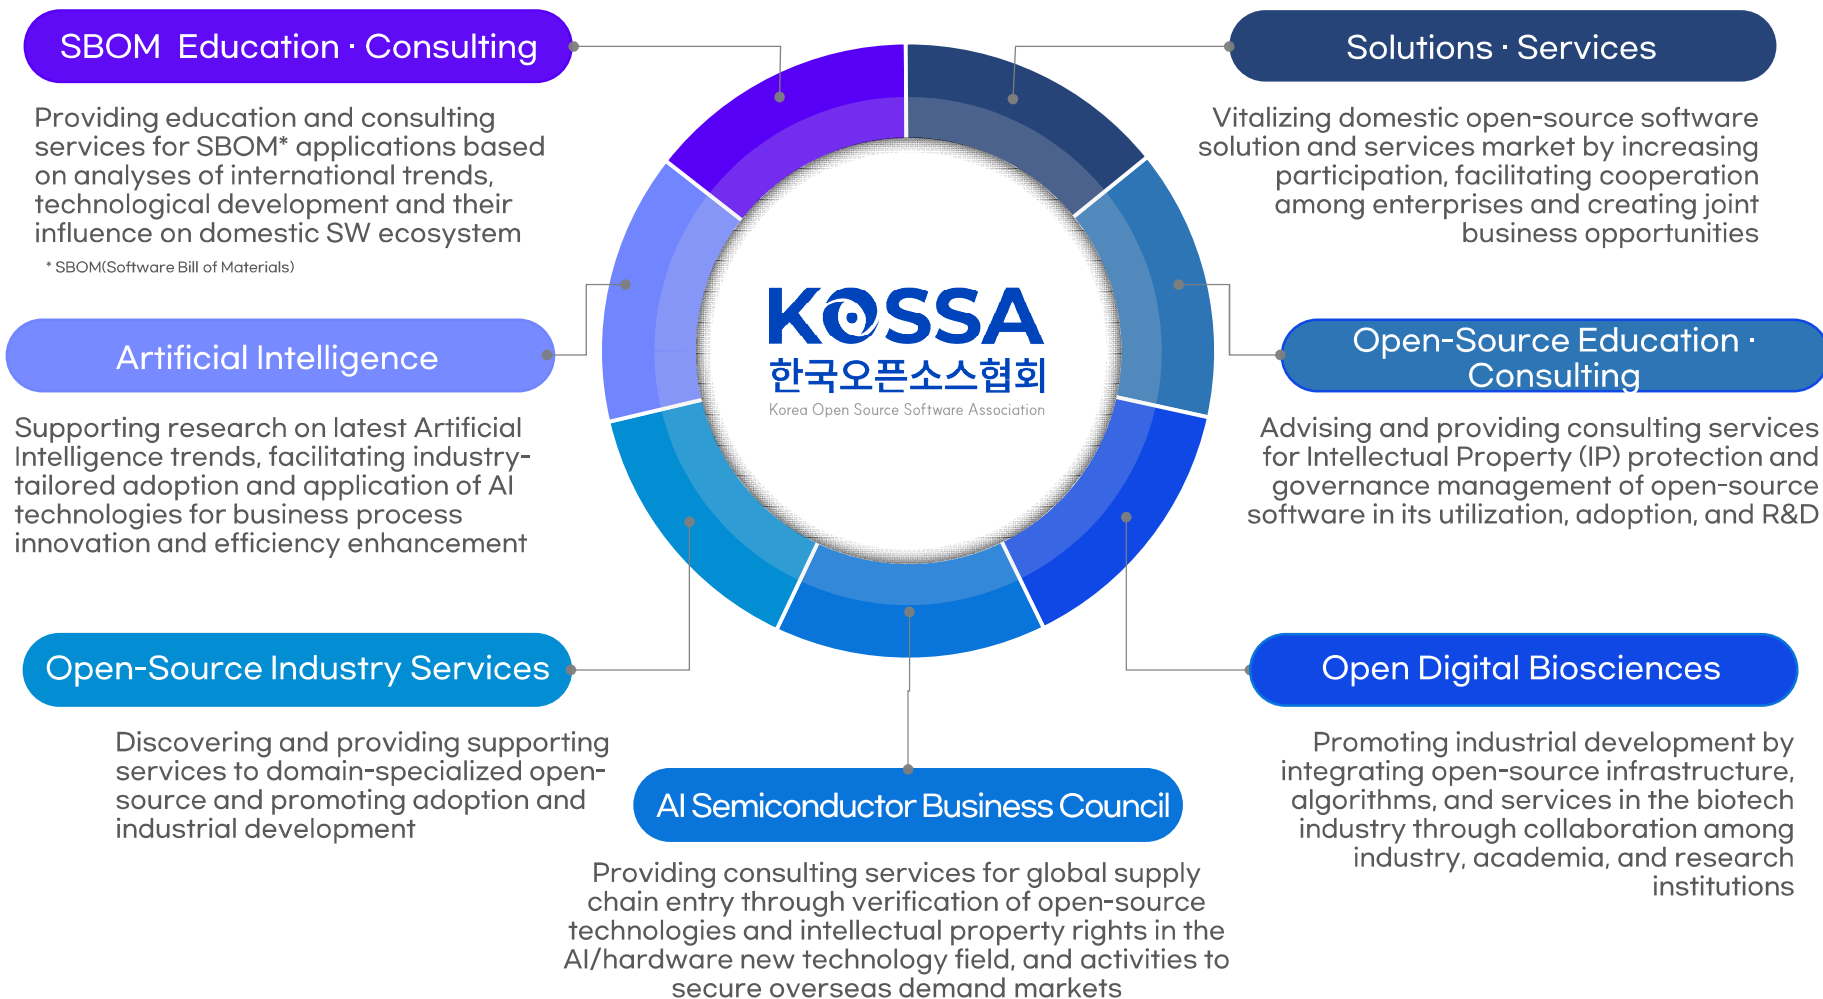 SBOM Education · Consulting
Providing education and consulting
services for SBOM* applications based
on analyses of international trends,
technological development and their
influence on domestic SW ecosystem
* SBOM(Software Bill of Materials)
Artificial Intelligence
Supporting research on latest Artificial
Intelligence trends, facilitating industry-
tailored adoption and application of AI
technologies for business process
innovation and efficiency enhancement
Open-Source Industry Services
Discovering and providing supporting
services to domain-specialized open-
source and promoting adoption and
industrial development
KOSSA
한국오픈소스협회
Korea Open Source Software Association
AI Semiconductor Business Council
Providing consulting services for global supply
chain entry through verification of open-source
technologies and intellectual property rights in the
AI/hardware new technology field, and activities to
secure overseas demand markets
Solutions · Services
Vitalizing domestic open-source software
solution and services market by increasing
participation, facilitating cooperation
among enterprises and creating joint
business opportunities
Open-Source Education ·
Consulting
Advising and providing consulting services
for Intellectual Property (IP) protection and
governance management of open-source
software in its utilization, adoption, and R&D
Open Digital Biosciences
Promoting industrial development by
integrating open-source infrastructure,
algorithms, and services in the biotech
industry through collaboration among
industry, academia, and research
institutions